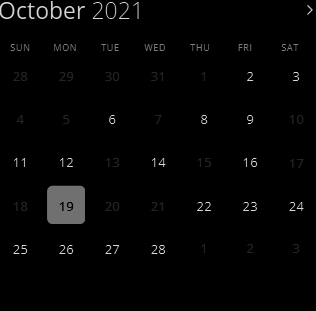 October 2021
SUN MON TUE WED THU FRI SAT
28 29 30 31 1 2 3
4 5 6 7 8 9 10
11 12 13 14 15 16 17
18 19 20 21 22 23 24
25 26 27 28 1 2 3